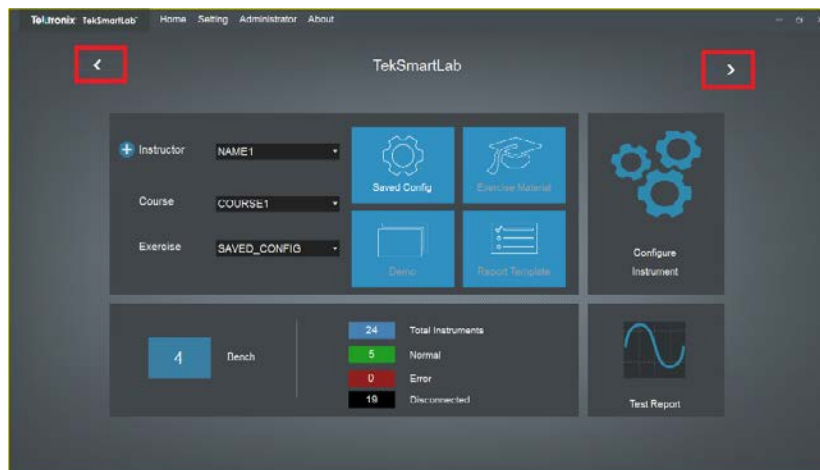 Tektronix TekSmartLab™ Home Setting Administrator About
TekSmartLab
Instructor NAME1
Course COURSE1
Exercise SAVED_CONFIG
Saved Config
Exercise Material
Demo
Report Template
Configure
Instrument
4 Bench
24 Total Instruments
5 Normal
0 Error
19 Disconnected
Test Report